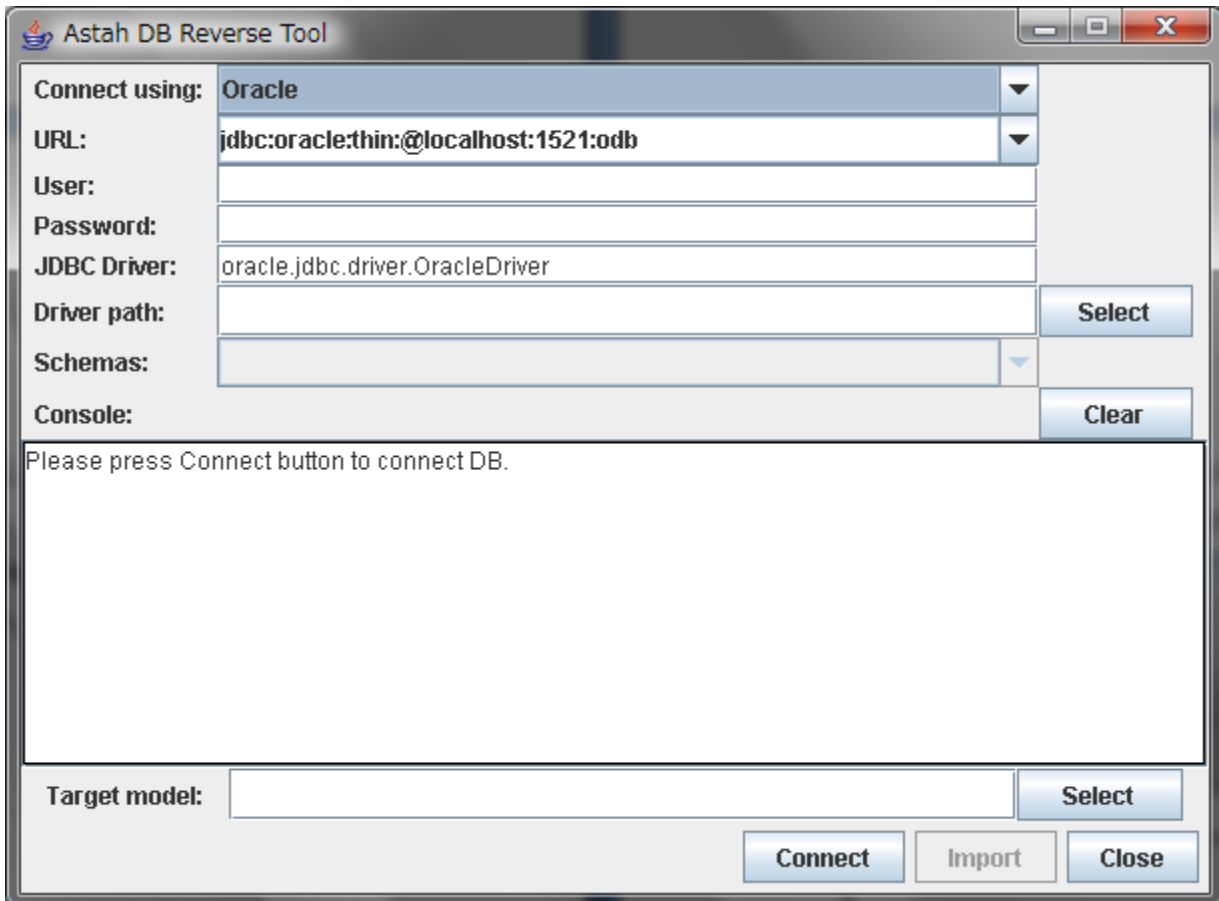 Astah DB Reverse Tool
Connect using: Oracle
URL: jdbc:oracle:thin:@localhost:1521:odb
User:
Password:
JDBC Driver: oracle.jdbc.driver.OracleDriver
Driver path: Select
Schemas:
Console: Clear
Please press Connect button to connect DB.
Target model: Select
Connect Import Close